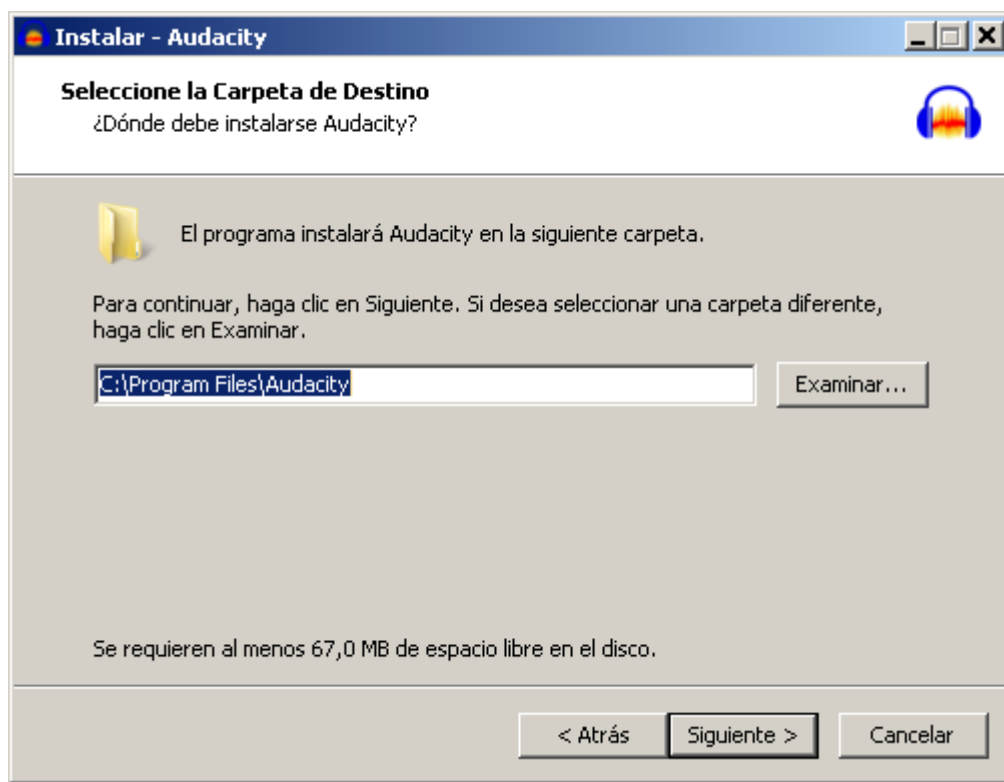 Instalar - Audacity
Seleccione la Carpeta de Destino
¿Dónde debe instalarse Audacity?
El programa instalará Audacity en la siguiente carpeta.
Para continuar, haga clic en Siguiente. Si desea seleccionar una carpeta diferente,
haga clic en Examinar.
C:\Program Files\Audacity
Examinar...
Se requieren al menos 67,0 MB de espacio libre en el disco.
< Atrás
Siguiente >
Cancelar